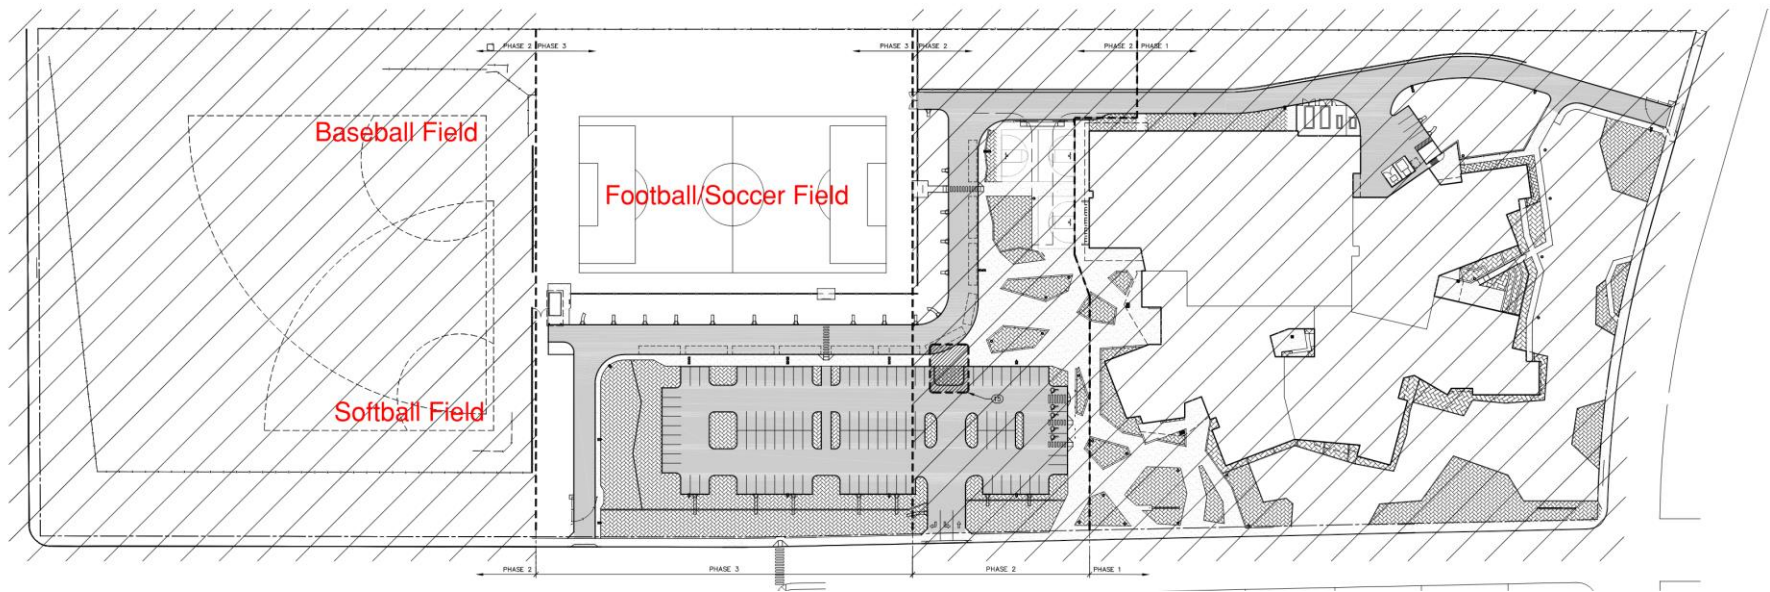 PHASE 2 PHASE 3
PHASE 3 PHASE 2
PHASE 2 PHASE 1
Baseball Field
Football/Soccer Field
Softball Field
PHASE 2
PHASE 3
PHASE 2
PHASE 1